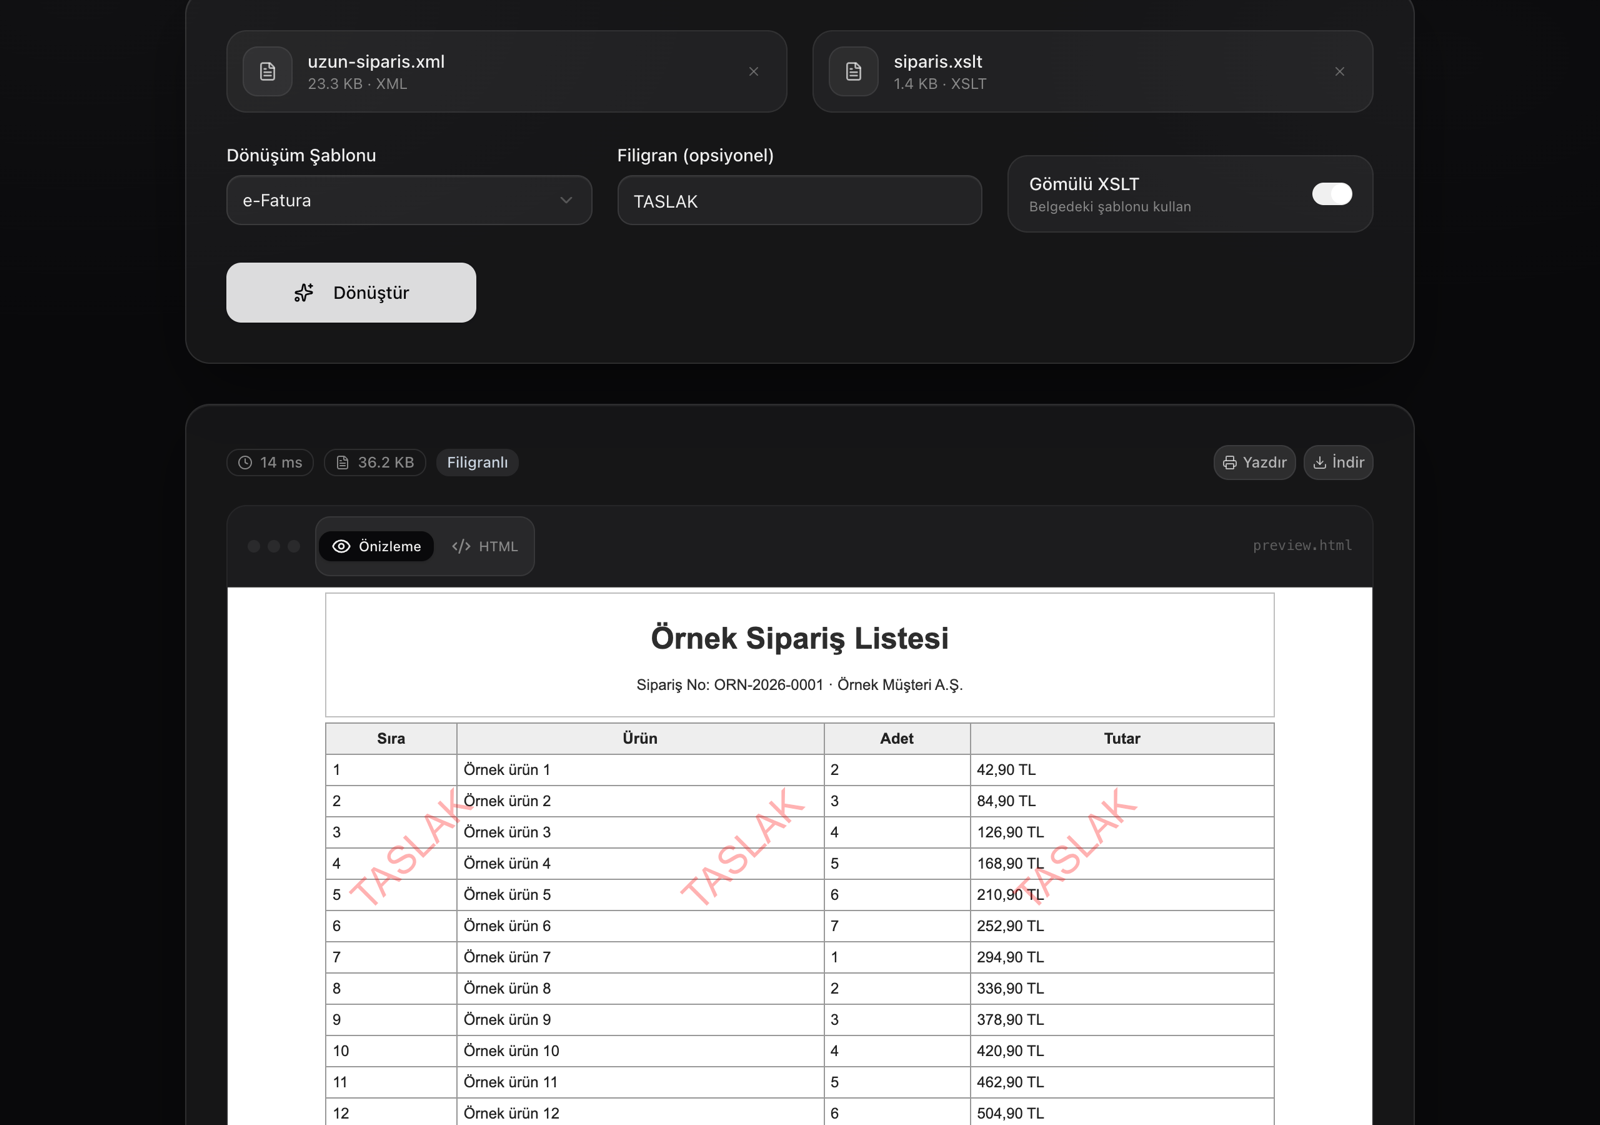 uzun-siparis.xml
23.3 KB · XML
siparis.xslt
1.4 KB · XSLT
Dönüşüm Şablonu
e-Fatura
Filigran (opsiyonel)
TASLAK
Gömülü XSLT
Belgedeki şablonu kullan
Dönüştür
14 ms
36.2 KB
Filigranlı
Yazdır
İndir
Önizleme
</> HTML
preview.html
Örnek Sipariş Listesi
Sipariş No: ORN-2026-0001 · Örnek Müşteri A.Ş.
Sıra Ürün Adet Tutar
1 Örnek ürün 1 2 42,90 TL
2 Örnek ürün 2 3 84,90 TL
3 Örnek ürün 3 4 126,90 TL
4 Örnek ürün 4 5 168,90 TL
5 Örnek ürün 5 6 210,90 TL
6 Örnek ürün 6 7 252,90 TL
7 Örnek ürün 7 1 294,90 TL
8 Örnek ürün 8 2 336,90 TL
9 Örnek ürün 9 3 378,90 TL
10 Örnek ürün 10 4 420,90 TL
11 Örnek ürün 11 5 462,90 TL
12 Örnek ürün 12 6 504,90 TL
TASLAK
TASLAK
TASLAK